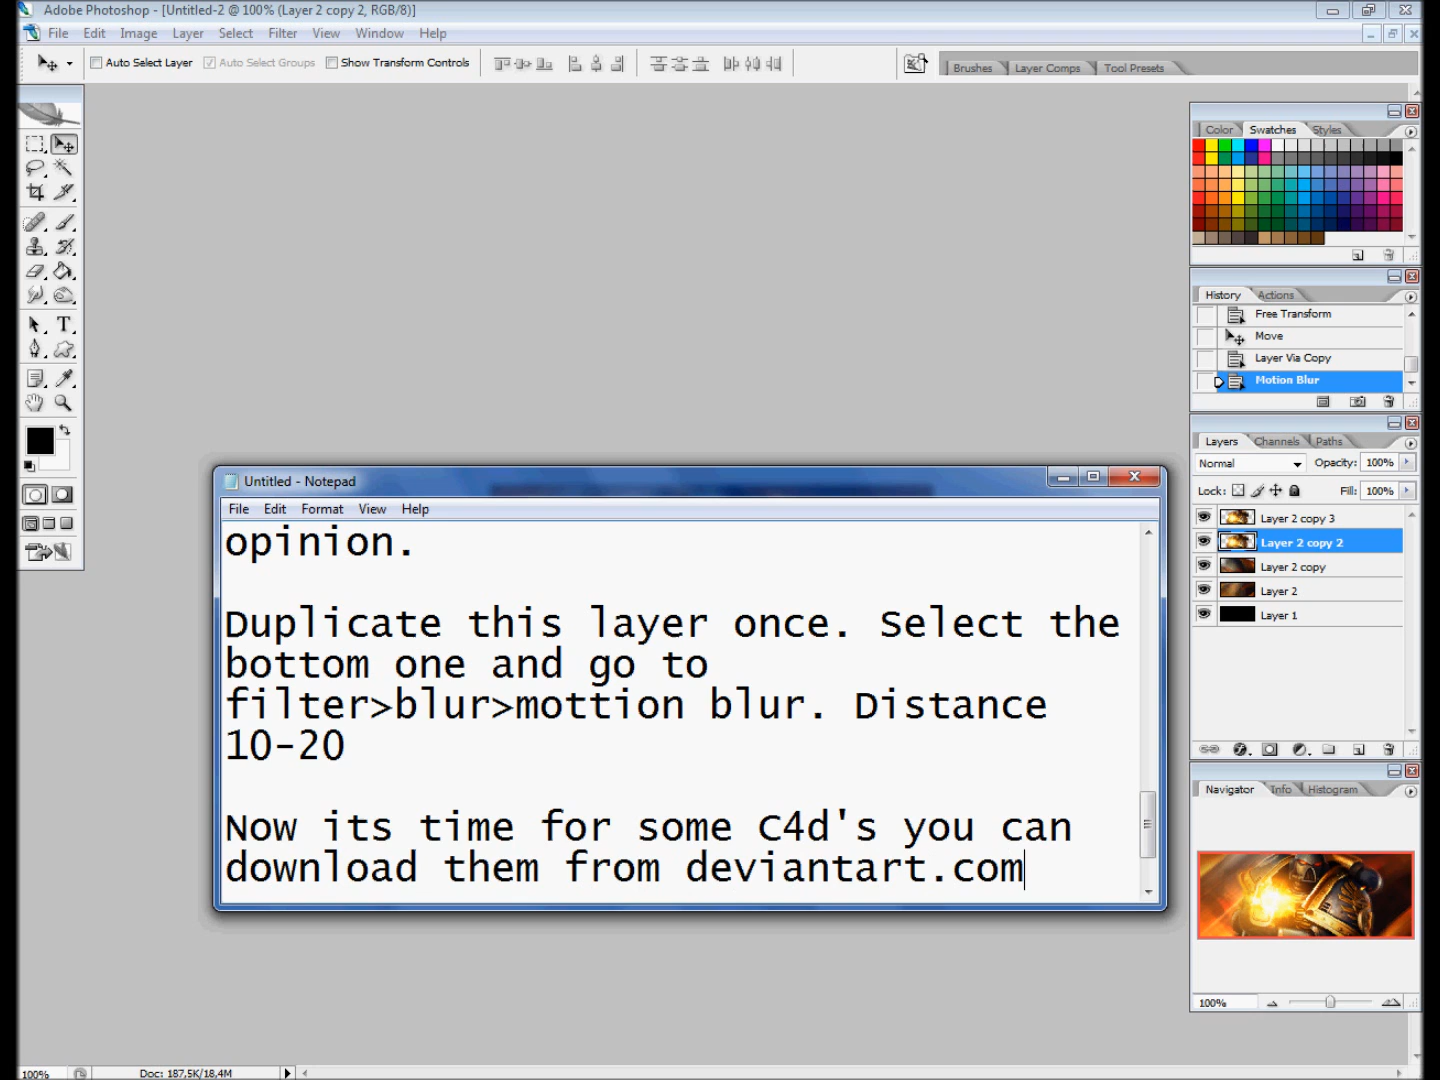 Adobe Photoshop - [Untitled-2 @ 100% (Layer 2 copy 2, RGB/8)]
File Edit Image Layer Select Filter View Window Help
Auto Select Layer Auto Select Groups Show Transform Controls
Brushes Layer Comps Tool Presets
Color Swatches Styles
History Actions
Free Transform
Move
Layer Via Copy
Motion Blur
Layers Channels Paths
Normal Opacity: 100%
Lock: Fill: 100%
Layer 2 copy 3
Layer 2 copy 2
Layer 2 copy
Layer 2
Layer 1
Navigator Info Histogram
100%
Untitled - Notepad
File Edit Format View Help
opinion.
Duplicate this layer once. Select the
bottom one and go to
filter>blur>mottion blur. Distance
10-20
Now its time for some C4d's you can
download them from deviantart.com
100% Doc: 187,5K/18,4M